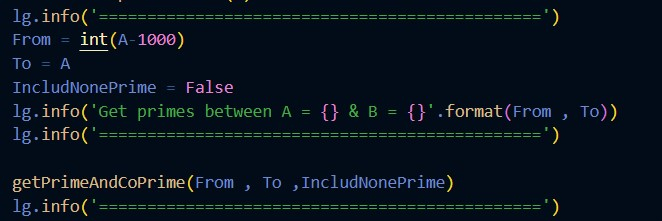 lg.info('==============================================')
From = int(A-1000)
To = A
IncludNonePrime = False
lg.info('Get primes between A = {} & B = {}'.format(From , To))
lg.info('==============================================')
getPrimeAndCoPrime(From , To ,IncludNonePrime)
lg.info('==============================================')